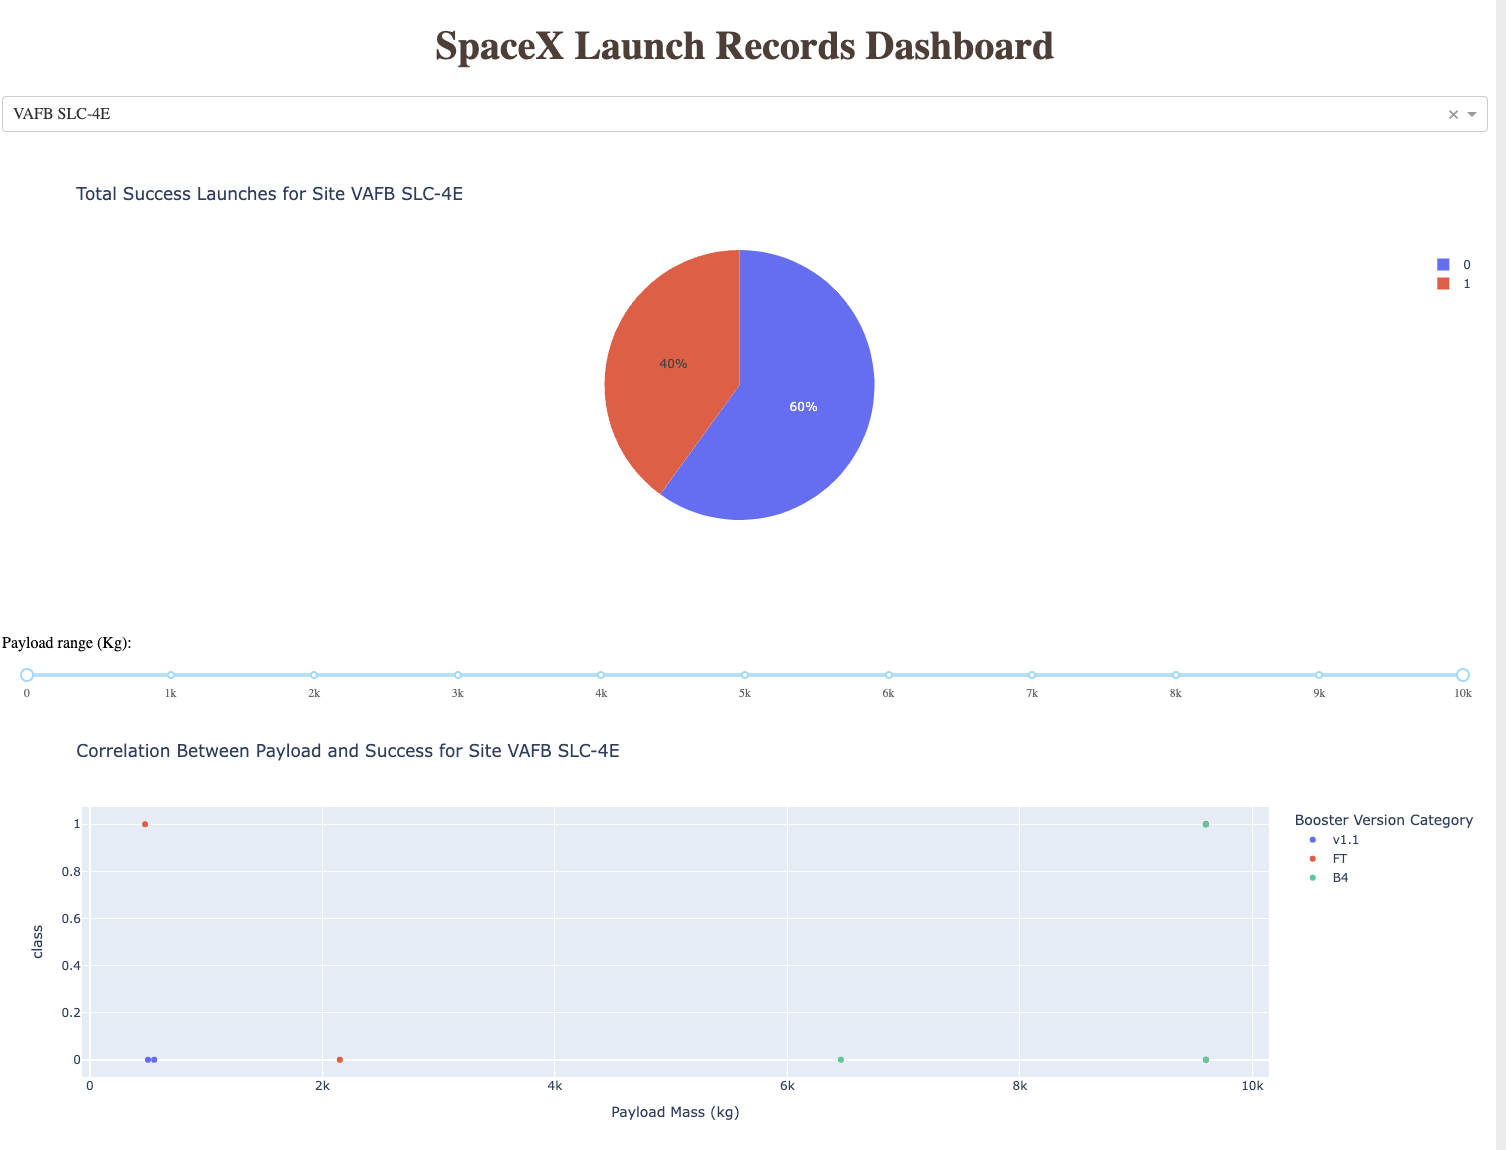 SpaceX Launch Records Dashboard
VAFB SLC-4E
Total Success Launches for Site VAFB SLC-4E
0
1
40%
60%
Payload range (Kg):
0 1k 2k 3k 4k 5k 6k 7k 8k 9k 10k
Correlation Between Payload and Success for Site VAFB SLC-4E
Booster Version Category
v1.1
FT
B4
1
0.8
0.6
0.4
0.2
0
class
0 2k 4k 6k 8k 10k
Payload Mass (kg)